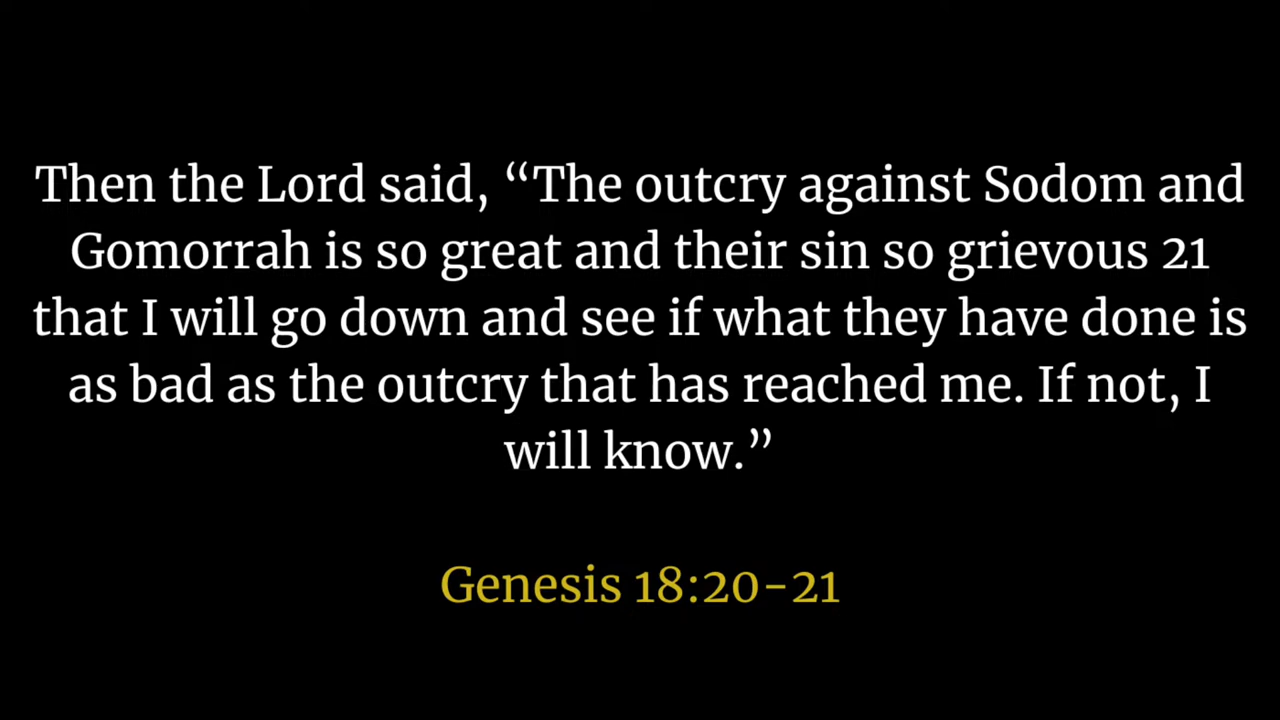 Then the Lord said, “The outcry against Sodom and
Gomorrah is so great and their sin so grievous 21
that I will go down and see if what they have done is
as bad as the outcry that has reached me. If not, I
will know.”
Genesis 18:20-21